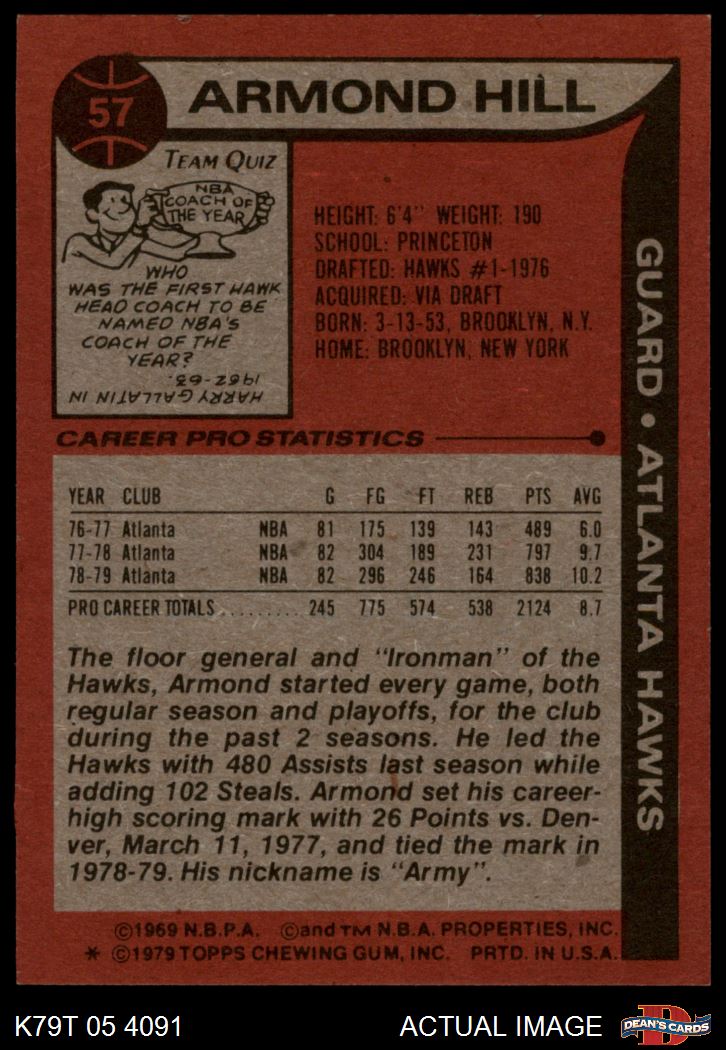 57
ARMOND HILL
TEAM QUIZ
NBA
COACH OF
THE YEAR
WHO
WAS THE FIRST HAWK
HEAD COACH TO BE
NAMED NBA'S
COACH OF THE
YEAR?
HARRY GALLATIN IN
1962-63.
HEIGHT: 6'4" WEIGHT: 190
SCHOOL: PRINCETON
DRAFTED: HAWKS #1-1976
ACQUIRED: VIA DRAFT
BORN: 3-13-53, BROOKLYN, N.Y.
HOME: BROOKLYN, NEW YORK
GUARD • ATLANTA HAWKS
CAREER PRO STATISTICS
YEAR CLUB G FG FT REB PTS AVG
76-77 Atlanta NBA 81 175 139 143 489 6.0
77-78 Atlanta NBA 82 304 189 231 797 9.7
78-79 Atlanta NBA 82 296 246 164 838 10.2
PRO CAREER TOTALS......... 245 775 574 538 2124 8.7
The floor general and "Ironman" of the
Hawks, Armond started every game, both
regular season and playoffs, for the club
during the past 2 seasons. He led the
Hawks with 480 Assists last season while
adding 102 Steals. Armond set his career-
high scoring mark with 26 Points vs. Den-
ver, March 11, 1977, and tied the mark in
1978-79. His nickname is "Army".
©1969 N.B.P.A. ©and TM N.B.A. PROPERTIES, INC.
* ©1979 TOPPS CHEWING GUM, INC. PRTD. IN U.S.A.
K79T 05 4091
ACTUAL IMAGE
D
DEAN'S CARDS